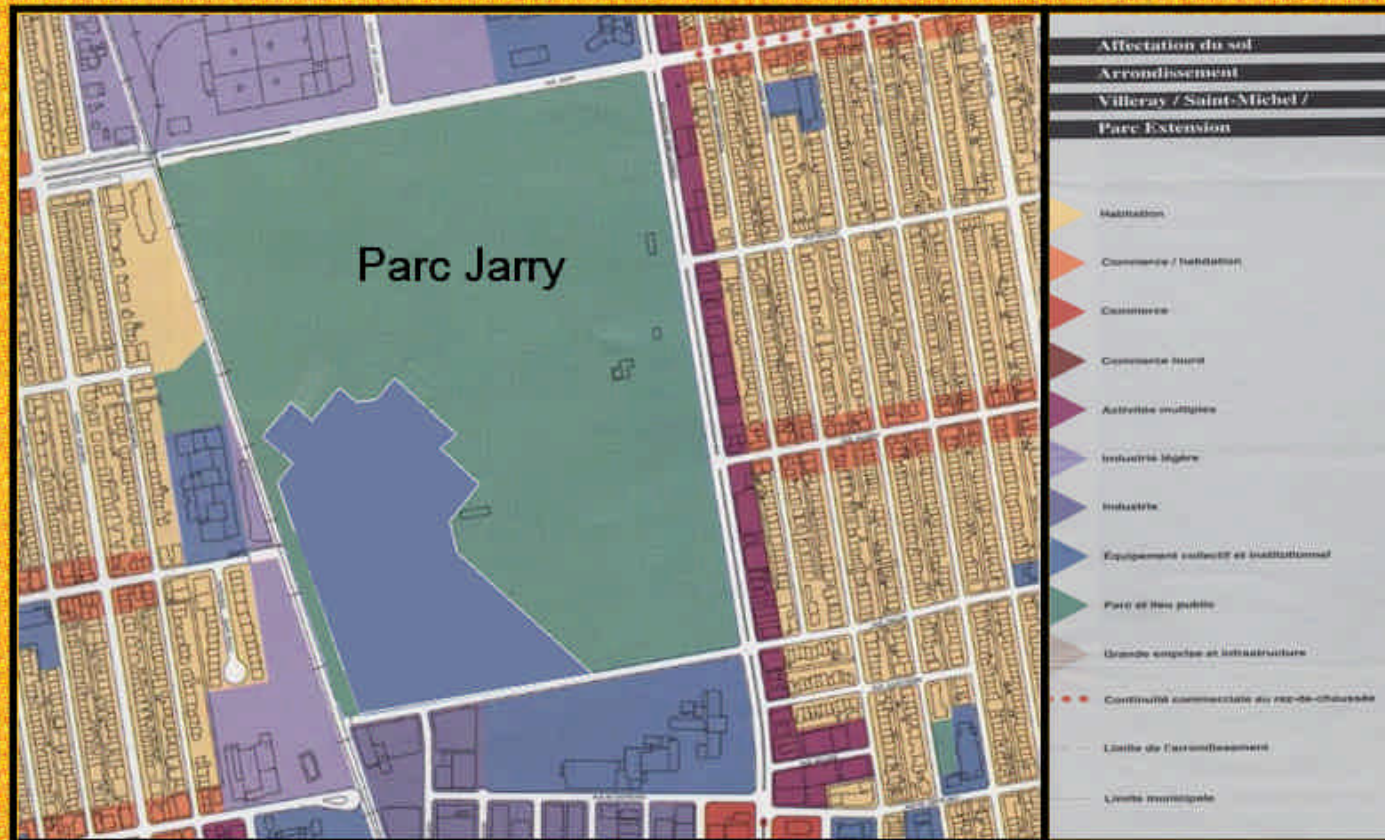 Parc Jarry
Affectation du sol
Arrondissement
Villeray / Saint-Michel /
Parc Extension
Habitation
Commerce / habitation
Commerce
Commerce lourd
Activités multiples
Industrie légère
Industrie
Équipement collectif et institutionnel
Parc et lieu public
Grande emprise et infrastructure
Continuité commerciale au rez-de-chaussée
Limite de l'arrondissement
Limite municipale